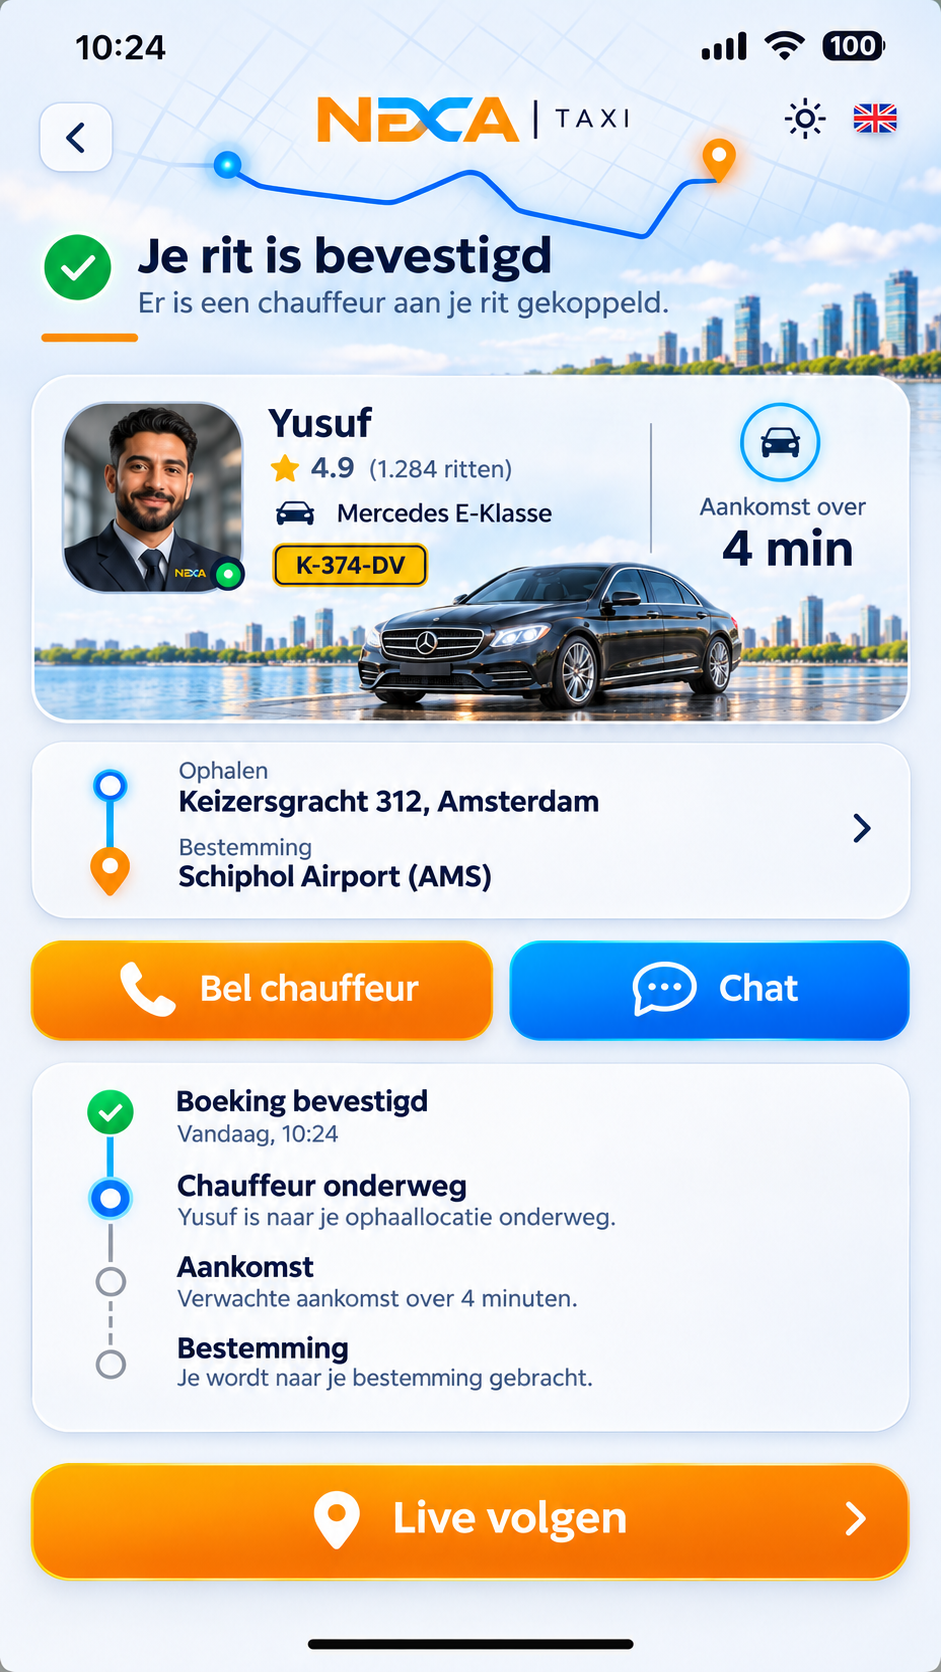 10:24
100
NEXA | TAXI
Je rit is bevestigd
Er is een chauffeur aan je rit gekoppeld.
Yusuf
4.9 (1.284 ritten)
Mercedes E-Klasse
K-374-DV
NEXA
Aankomst over
4 min
Ophalen
Keizersgracht 312, Amsterdam
Bestemming
Schiphol Airport (AMS)
Bel chauffeur
Chat
Boeking bevestigd
Vandaag, 10:24
Chauffeur onderweg
Yusuf is naar je ophaallocatie onderweg.
Aankomst
Verwachte aankomst over 4 minuten.
Bestemming
Je wordt naar je bestemming gebracht.
Live volgen